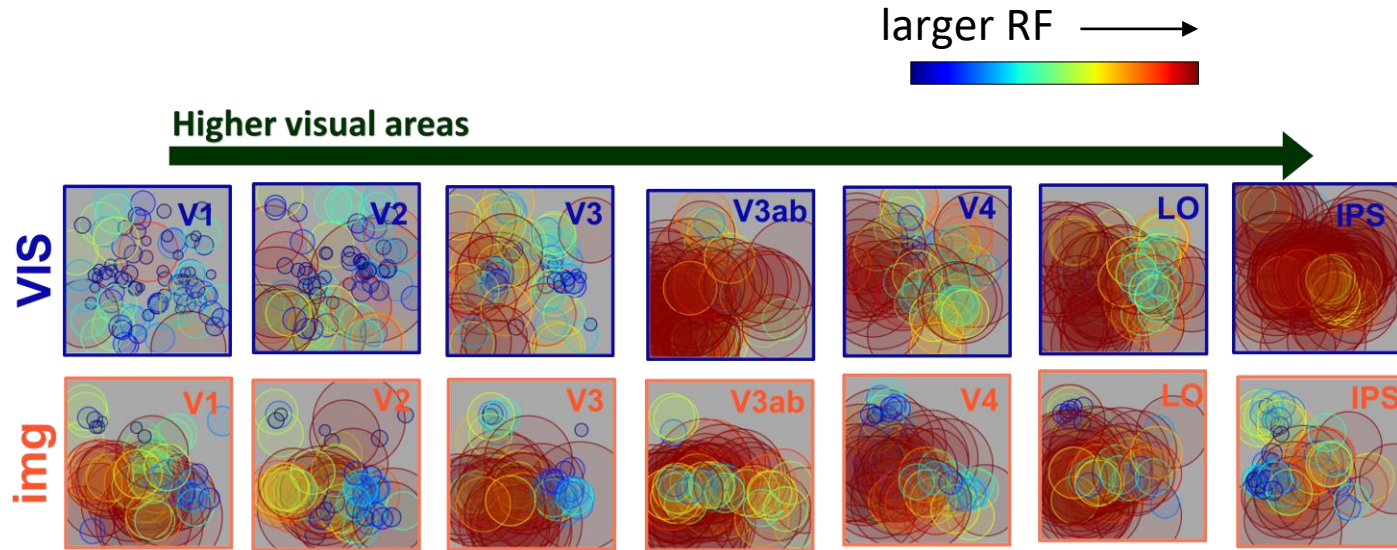 larger RF
Higher visual areas
VIS
V1
V2
V3
V3ab
V4
LO
IPS
img
V1
V2
V3
V3ab
V4
LO
IPS